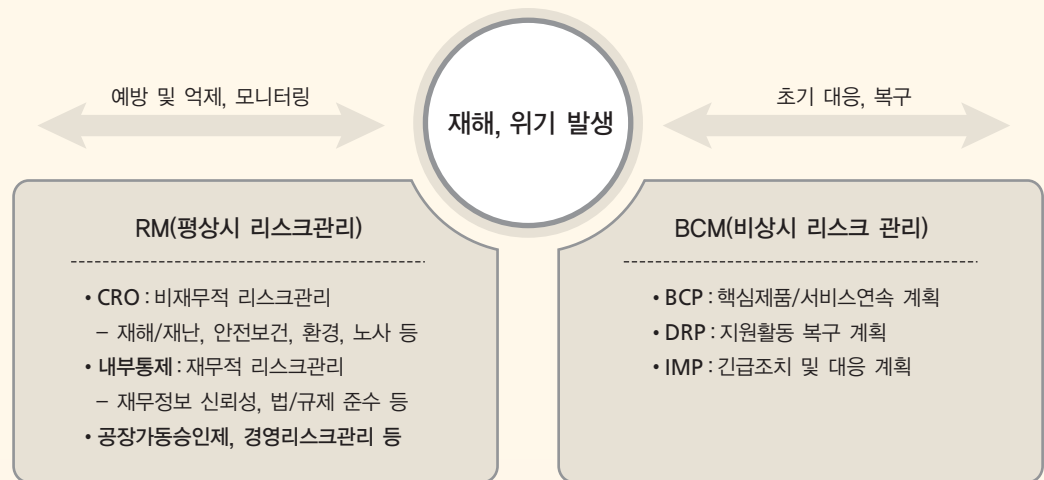 예방 및 억제, 모니터링
재해, 위기 발생
초기 대응, 복구
RM(평상시 리스크관리)
• CRO : 비재무적 리스크관리
– 재해/재난, 안전보건, 환경, 노사 등
• 내부통제 : 재무적 리스크관리
– 재무정보 신뢰성, 법/규제 준수 등
• 공장가동승인제, 경영리스크관리 등
BCM(비상시 리스크 관리)
• BCP : 핵심제품/서비스연속 계획
• DRP : 지원활동 복구 계획
• IMP : 긴급조치 및 대응 계획